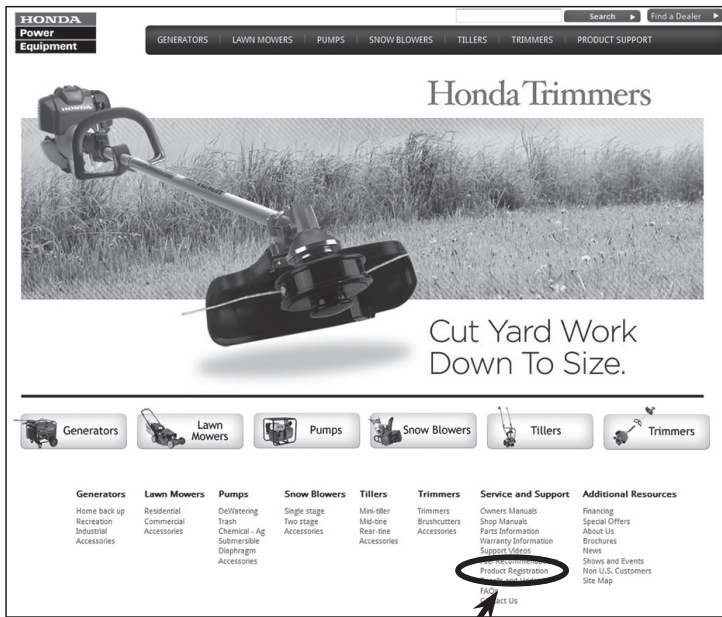 HONDA
Power
Equipment
Search
Find a Dealer
GENERATORS
LAWN MOWERS
PUMPS
SNOW BLOWERS
TILLERS
TRIMMERS
PRODUCT SUPPORT
Honda Trimmers
HONDA
Cut Yard Work
Down To Size.
Generators
Lawn
Mowers
Pumps
Snow Blowers
Tillers
Trimmers
Generators
Home back up
Recreation
Industrial
Accessories
Lawn Mowers
Residential
Commercial
Accessories
Pumps
DeWatering
Trash
Chemical - Ag
Submersible
Diaphragm
Accessories
Snow Blowers
Single stage
Two stage
Accessories
Tillers
Mini-tiller
Mid-tine
Rear-tine
Accessories
Trimmers
Trimmers
Brushcutters
Accessories
Service and Support
Owners Manuals
Shop Manuals
Parts Information
Warranty Information
Support Videos
Product Registration
FAQs
Contact Us
Additional Resources
Financing
Special Offers
About Us
Brochures
News
Shows and Events
Non U.S. Customers
Site Map